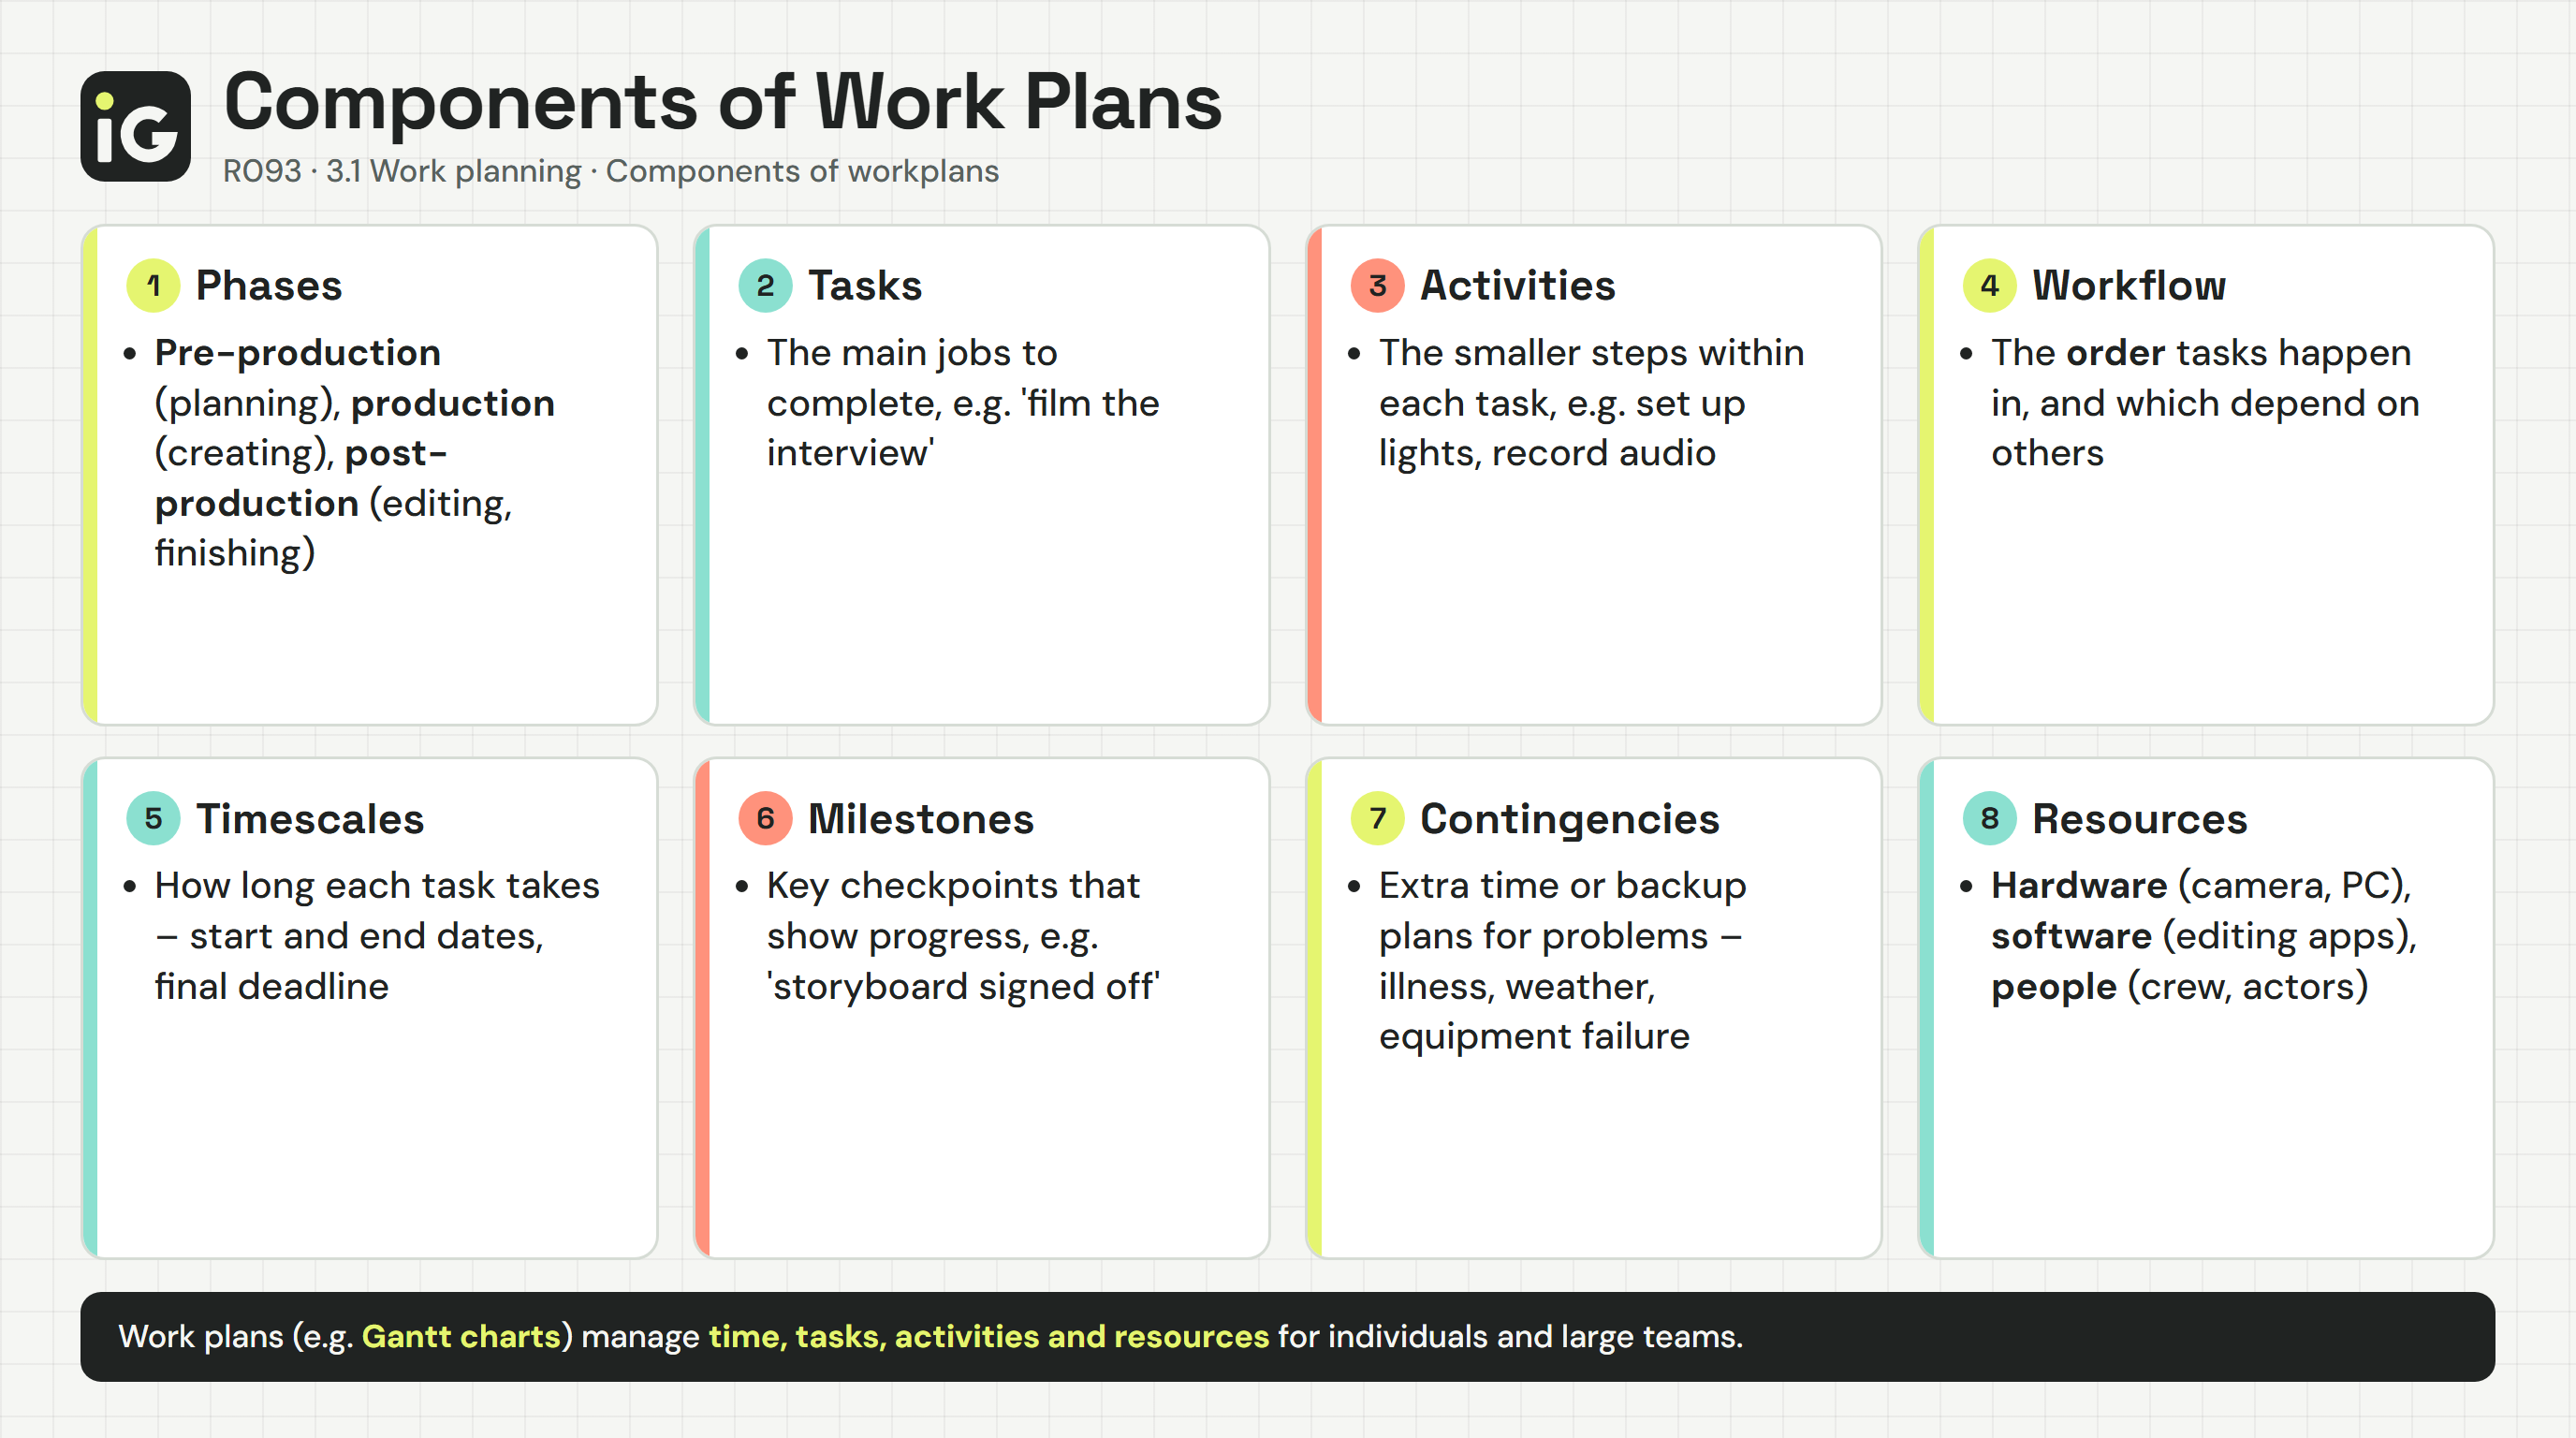 iG
Components of Work Plans
R093 · 3.1 Work planning · Components of workplans
1 Phases
• Pre-production
(planning), production
(creating), post-
production (editing,
finishing)
2 Tasks
• The main jobs to
complete, e.g. 'film the
interview'
3 Activities
• The smaller steps within
each task, e.g. set up
lights, record audio
4 Workflow
• The order tasks happen
in, and which depend on
others
5 Timescales
• How long each task takes
– start and end dates,
final deadline
6 Milestones
• Key checkpoints that
show progress, e.g.
'storyboard signed off'
7 Contingencies
• Extra time or backup
plans for problems –
illness, weather,
equipment failure
8 Resources
• Hardware (camera, PC),
software (editing apps),
people (crew, actors)
Work plans (e.g. Gantt charts) manage time, tasks, activities and resources for individuals and large teams.